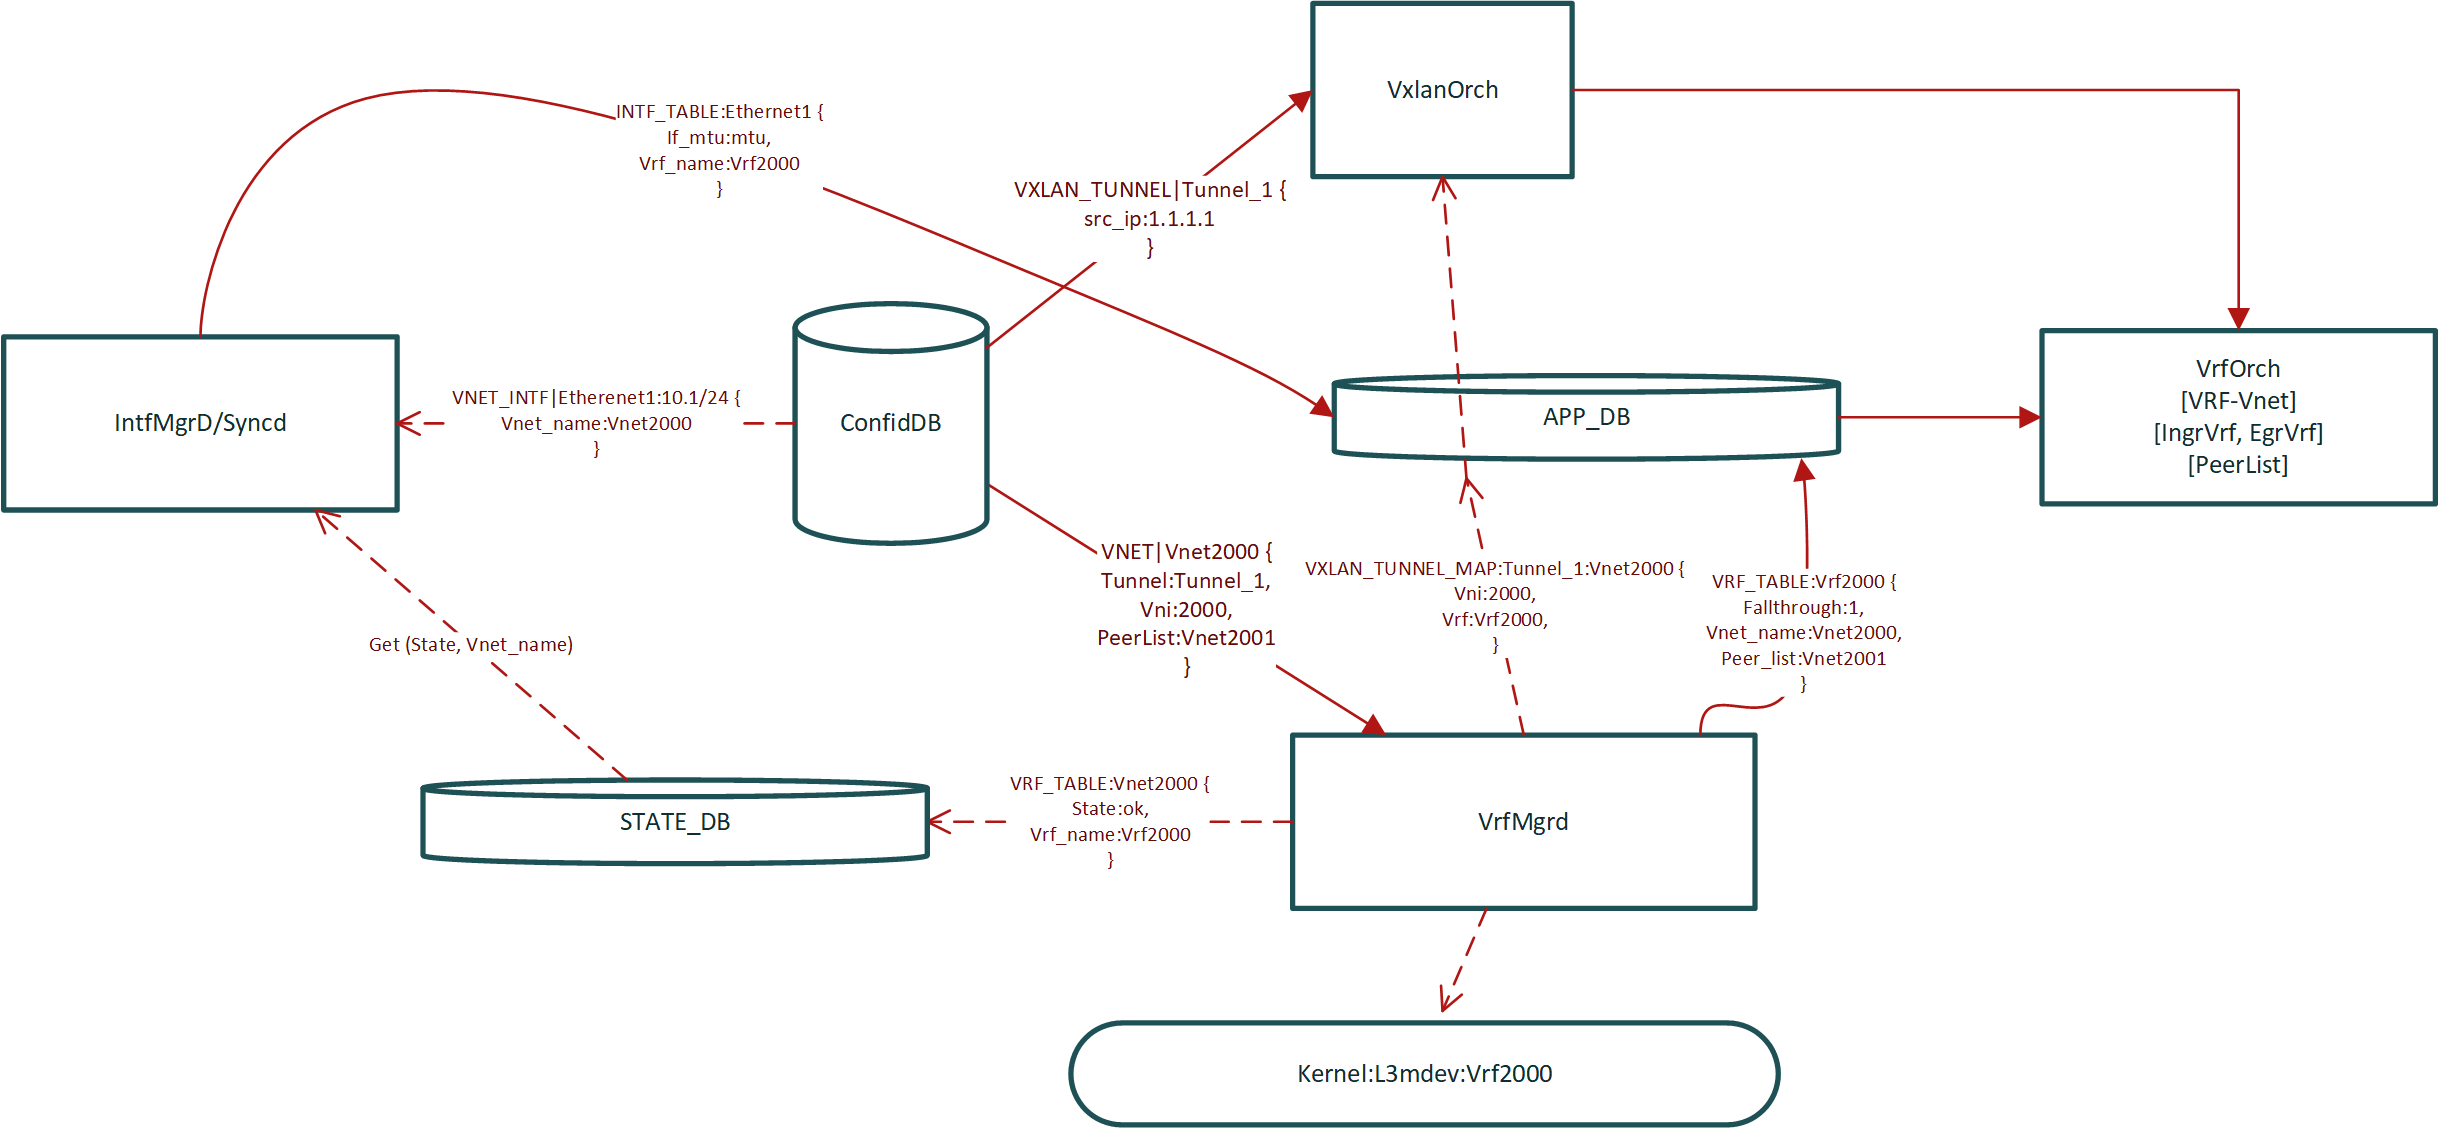 VxlanOrch
INTF_TABLE:Ethernet1 {
If_mtu:mtu,
Vrf_name:Vrf2000
}
VXLAN_TUNNEL|Tunnel_1 {
src_ip:1.1.1.1
}
IntfMgrD/Syncd
VNET_INTF|Etherenet1:10.1/24 {
Vnet_name:Vnet2000
}
ConfidDB
APP_DB
VrfOrch
[VRF-Vnet]
[IngrVrf, EgrVrf]
[PeerList]
VNET|Vnet2000 {
Tunnel:Tunnel_1,
Vni:2000,
PeerList:Vnet2001
}
VXLAN_TUNNEL_MAP:Tunnel_1:Vnet2000 {
Vni:2000,
Vrf:Vrf2000,
}
VRF_TABLE:Vrf2000 {
Fallthrough:1,
Vnet_name:Vnet2000,
Peer_list:Vnet2001
}
Get (State, Vnet_name)
STATE_DB
VRF_TABLE:Vnet2000 {
State:ok,
Vrf_name:Vrf2000
}
VrfMgrd
Kernel:L3mdev:Vrf2000